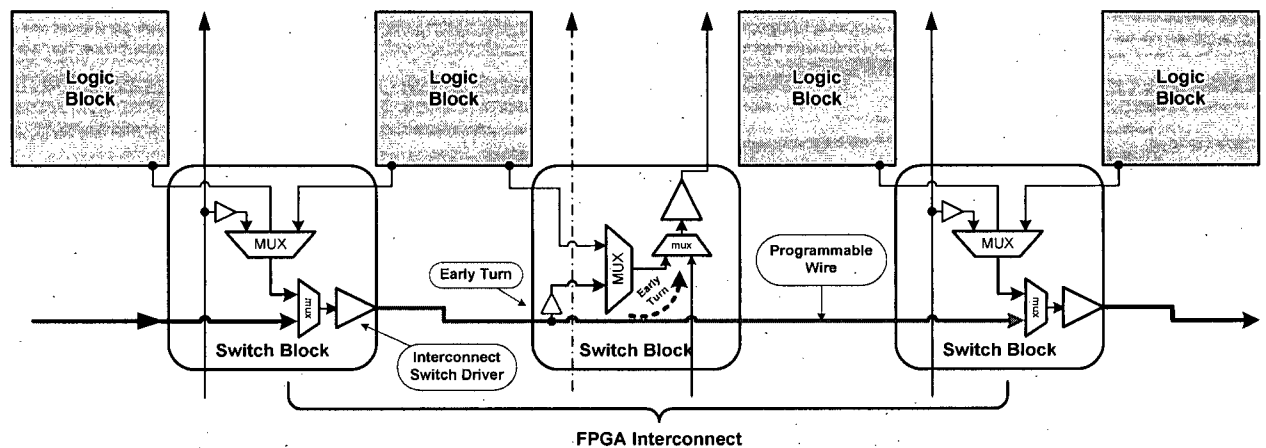 Logic
Block
Logic
Block
Logic
Block
Logic
Block
MUX
mux
Switch Block
Interconnect
Switch Driver
Early Turn
MUX
mux
Early
Turn
Switch Block
Programmable
Wire
MUX
mux
Switch Block
FPGA Interconnect